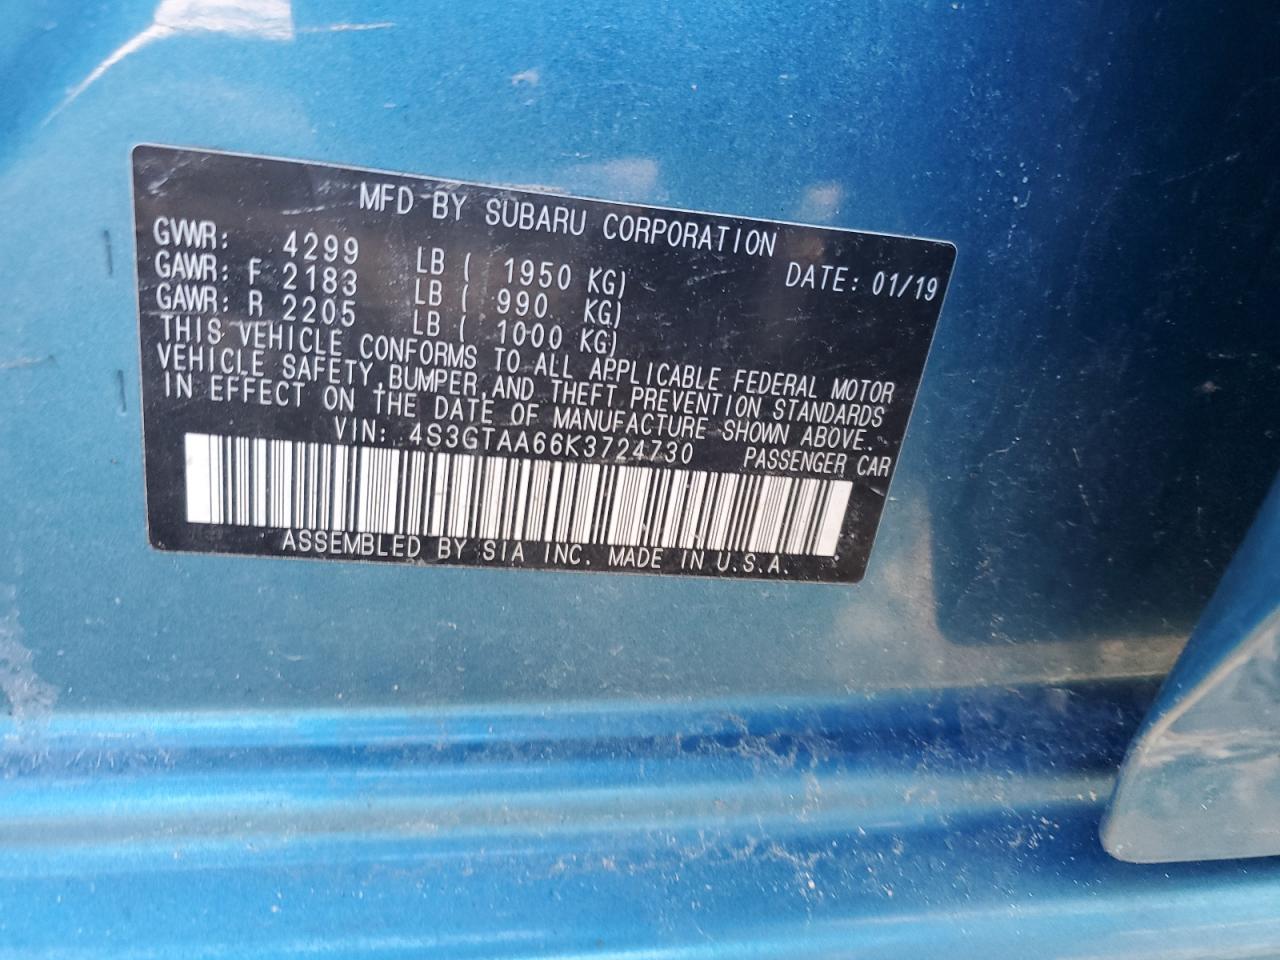 MFD BY SUBARU CORPORATION
GVWR: 4299 LB ( 1950 KG) DATE: 01/19
GAWR: F 2183 LB ( 990 KG)
GAWR: R 2205 LB ( 1000 KG)
THIS VEHICLE CONFORMS TO ALL APPLICABLE FEDERAL MOTOR
VEHICLE SAFETY,BUMPER,AND THEFT PREVENTION STANDARDS
IN EFFECT ON THE DATE OF MANUFACTURE SHOWN ABOVE.
VIN: 4S3GTAA66K3724730 PASSENGER CAR
ASSEMBLED BY SIA INC. MADE IN U.S.A.